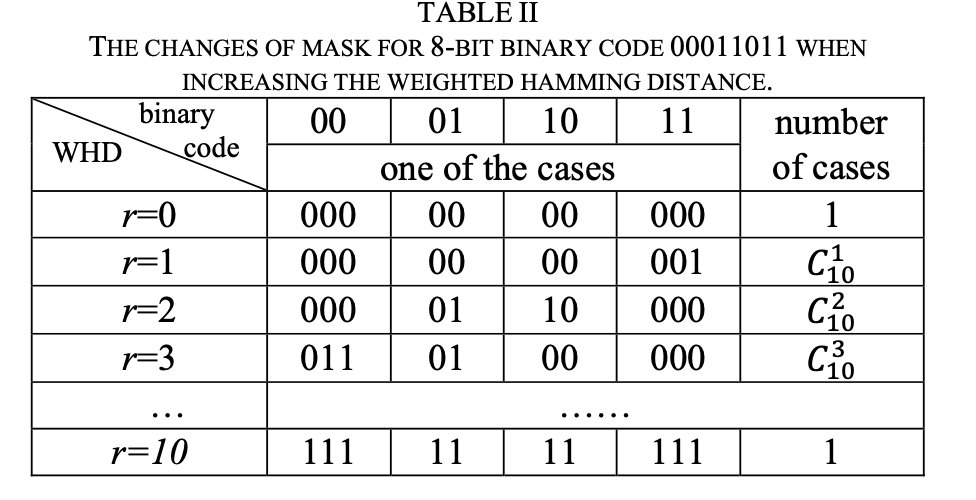 TABLE II
THE CHANGES OF MASK FOR 8-BIT BINARY CODE 00011011 WHEN
INCREASING THE WEIGHTED HAMMING DISTANCE.
binary code WHD 00 01 10 11 number of cases
one of the cases
r=0 000 00 00 000 1
r=1 000 00 00 001 C_{10}^{1}
r=2 000 01 10 000 C_{10}^{2}
r=3 011 01 00 000 C_{10}^{3}
... ......
r=10 111 11 11 111 1